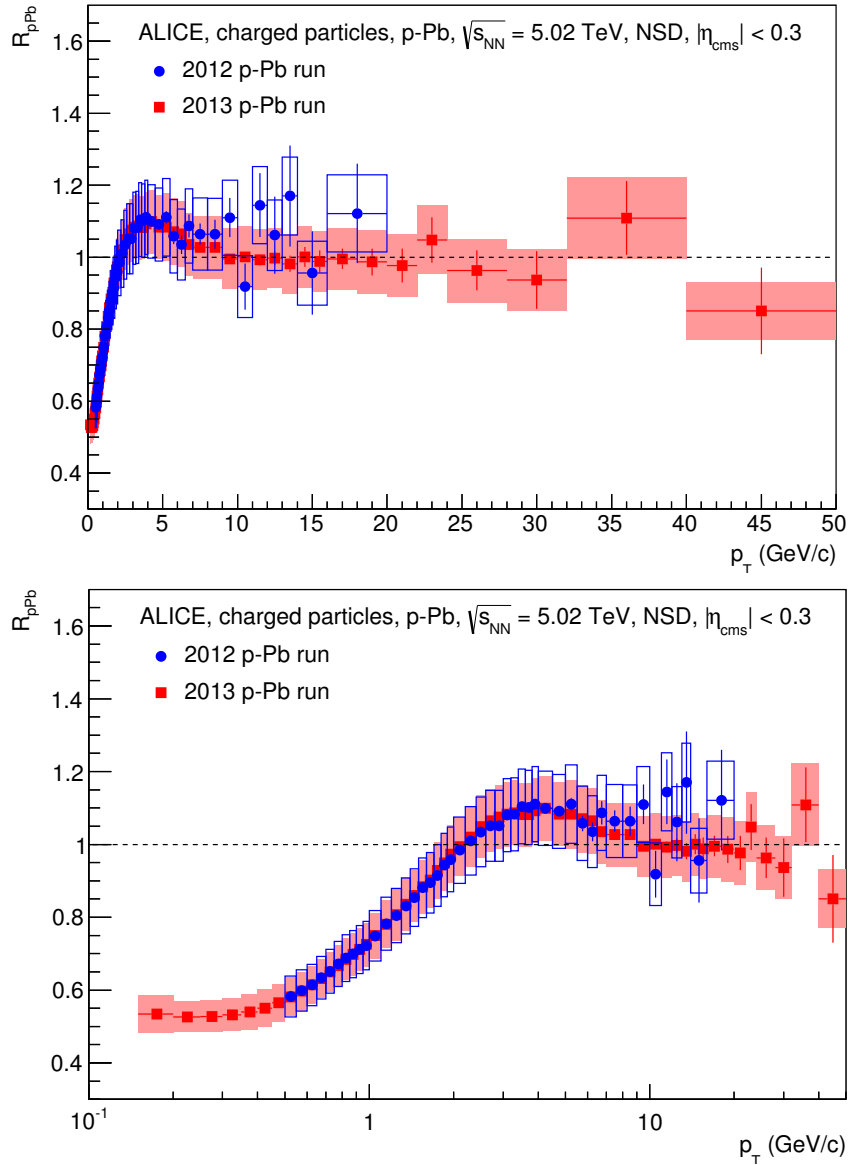 R_pPb
ALICE, charged particles, p-Pb, √s_NN = 5.02 TeV, NSD, |η_cms| < 0.3
2012 p-Pb run
2013 p-Pb run
1.6
1.4
1.2
1
0.8
0.6
0.4
0 5 10 15 20 25 30 35 40 45 50
p_T (GeV/c)
R_pPb
ALICE, charged particles, p-Pb, √s_NN = 5.02 TeV, NSD, |η_cms| < 0.3
2012 p-Pb run
2013 p-Pb run
1.6
1.4
1.2
1
0.8
0.6
0.4
10⁻¹ 1 10
p_T (GeV/c)